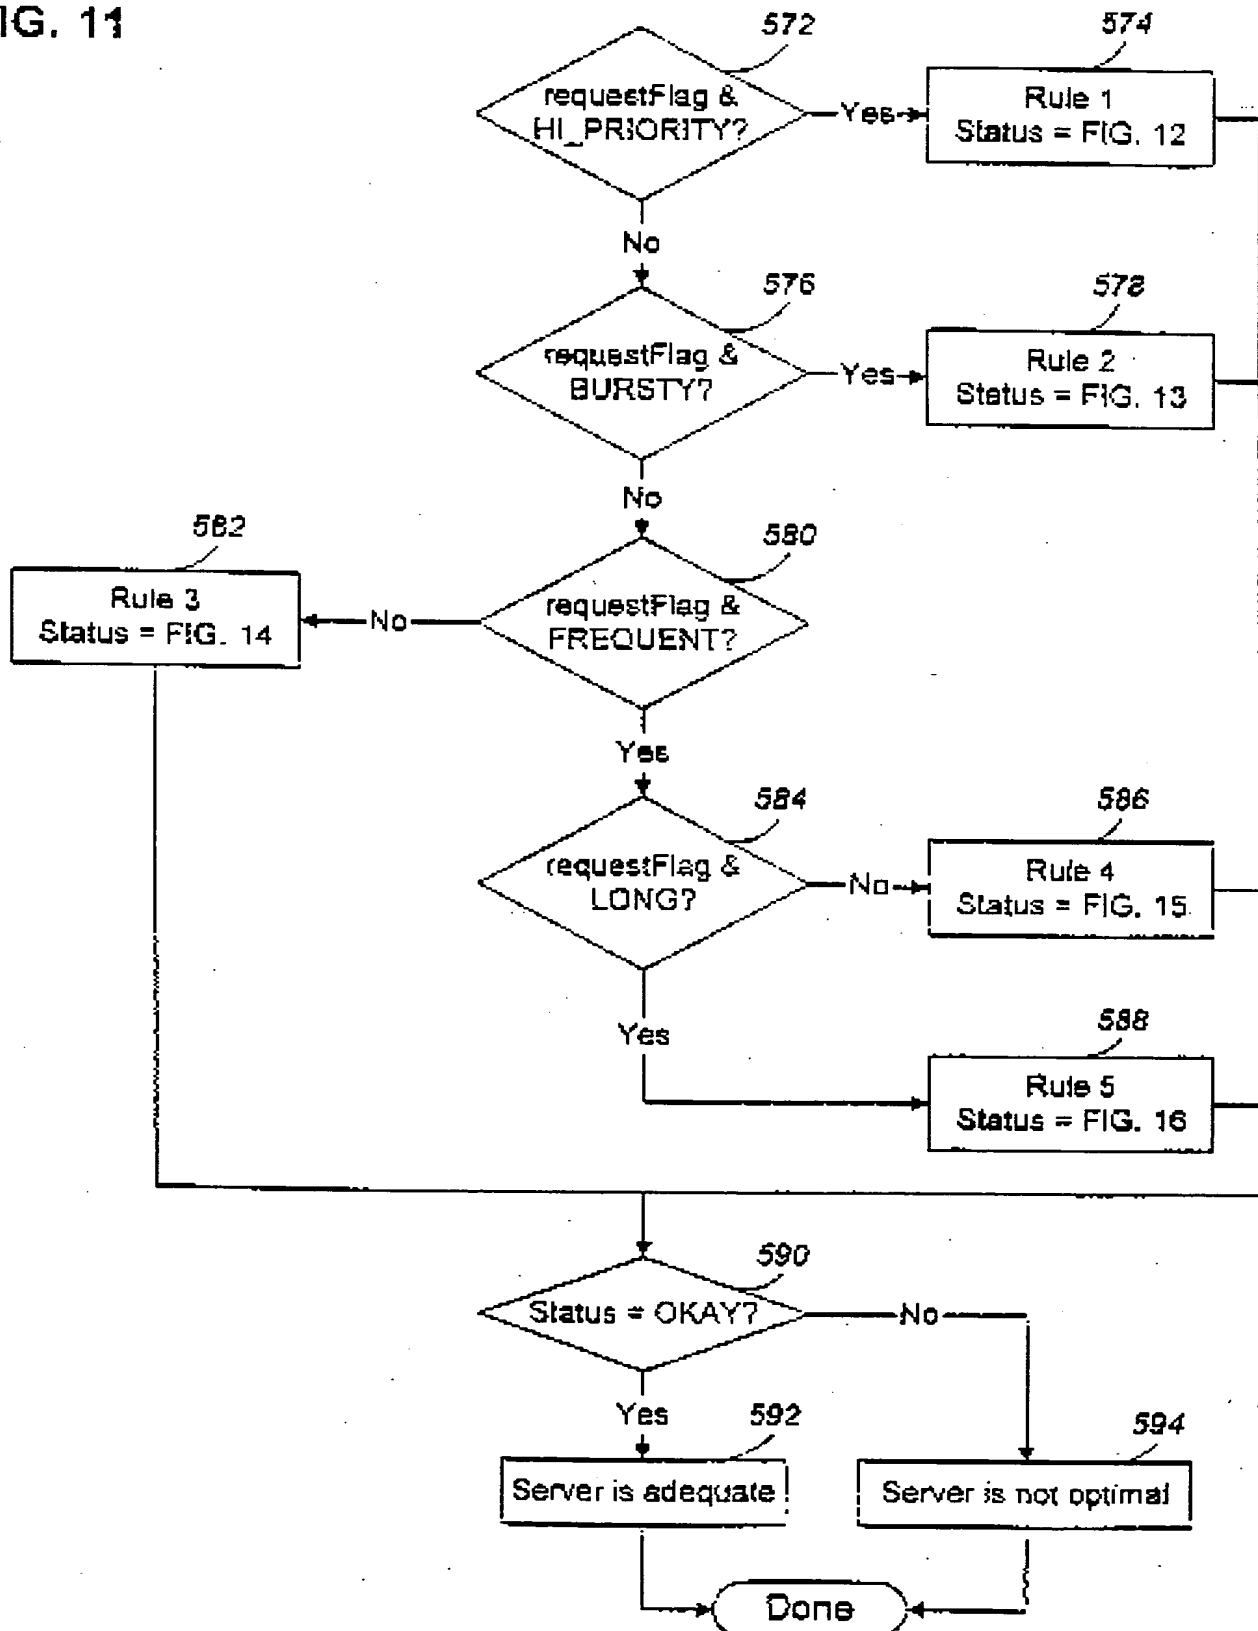 IG. 11
572
574
requestFlag &
HI_PRIORITY?
Yes
Rule 1
Status = FIG. 12
No
576
578
requestFlag &
BURSTY?
Yes
Rule 2
Status = FIG. 13
No
582
580
Rule 3
Status = FIG. 14
No
requestFlag &
FREQUENT?
Yes
584
586
requestFlag &
LONG?
No
Rule 4
Status = FIG. 15
Yes
588
Rule 5
Status = FIG. 16
590
Status = OKAY?
No
Yes
592
594
Server is adequate
Server is not optimal
Done